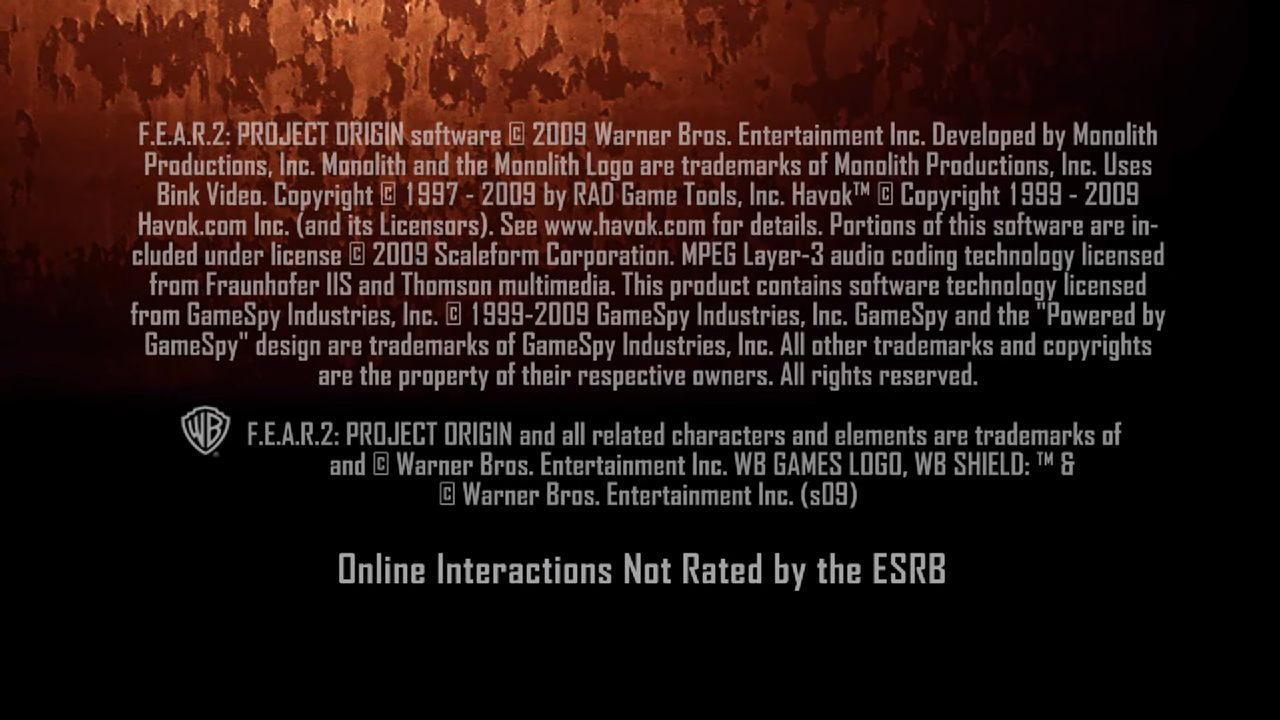 F.E.A.R.2: PROJECT ORIGIN software © 2009 Warner Bros. Entertainment Inc. Developed by Monolith
Productions, Inc. Monolith and the Monolith Logo are trademarks of Monolith Productions, Inc. Uses
Bink Video. Copyright © 1997 - 2009 by RAD Game Tools, Inc. Havok™ © Copyright 1999 - 2009
Havok.com Inc. (and its Licensors). See www.havok.com for details. Portions of this software are in-
cluded under license © 2009 Scaleform Corporation. MPEG Layer-3 audio coding technology licensed
from Fraunhofer IIS and Thomson multimedia. This product contains software technology licensed
from GameSpy Industries, Inc. © 1999-2009 GameSpy Industries, Inc. GameSpy and the "Powered by
GameSpy" design are trademarks of GameSpy Industries, Inc. All other trademarks and copyrights
are the property of their respective owners. All rights reserved.
WB F.E.A.R.2: PROJECT ORIGIN and all related characters and elements are trademarks of
and © Warner Bros. Entertainment Inc. WB GAMES LOGO, WB SHIELD: ™ &
© Warner Bros. Entertainment Inc. (s09)
Online Interactions Not Rated by the ESRB